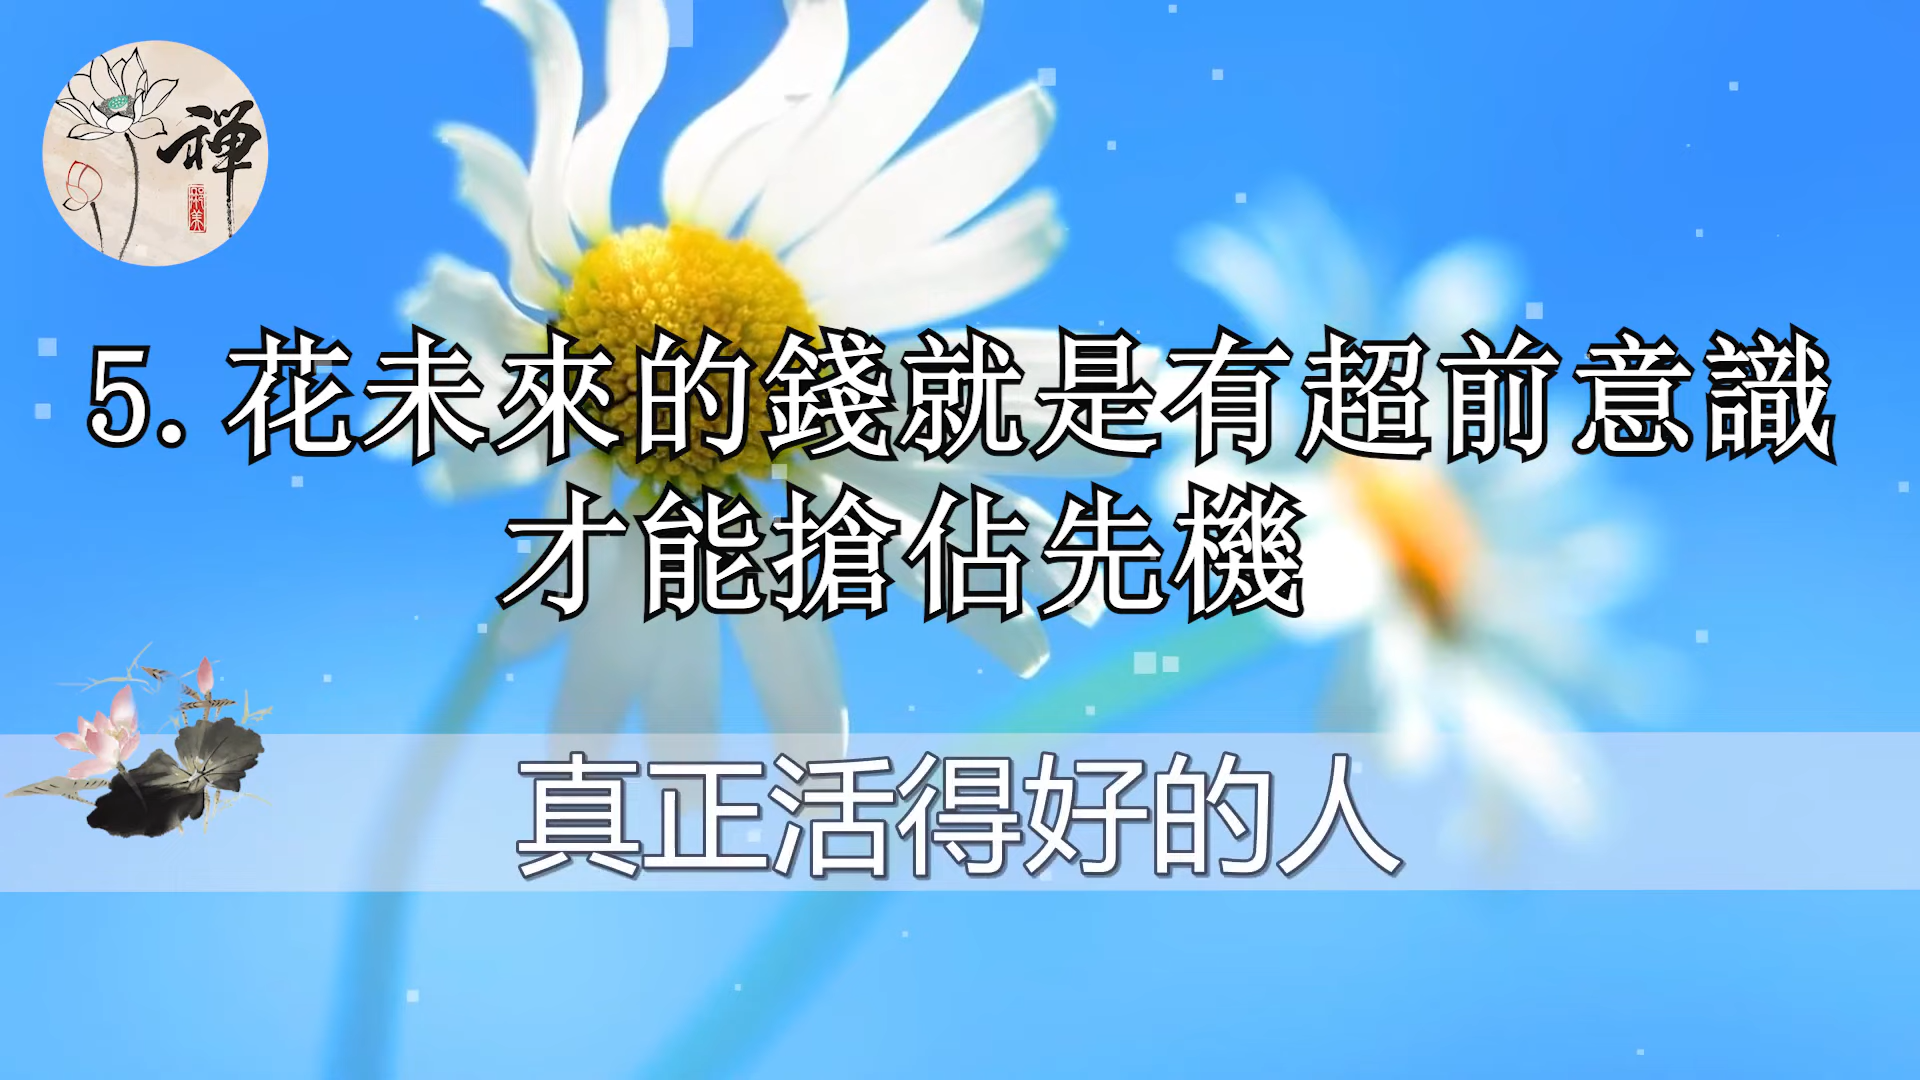 禅
5.花未來的錢就是有超前意識
才能搶佔先機
真正活得好的人